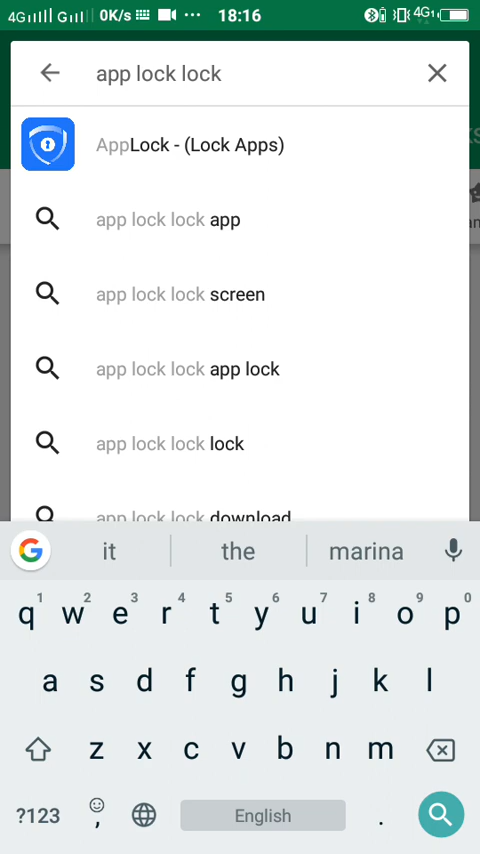 4G G 0K/s ... 18:16 4G
app lock lock
AppLock - (Lock Apps)
app lock lock app
app lock lock screen
app lock lock app lock
app lock lock lock
app lock lock download
it the marina
1 2 3 4 5 6 7 8 9 0
q w e r t y u i o p
a s d f g h j k l
z x c v b n m
?123 , English .